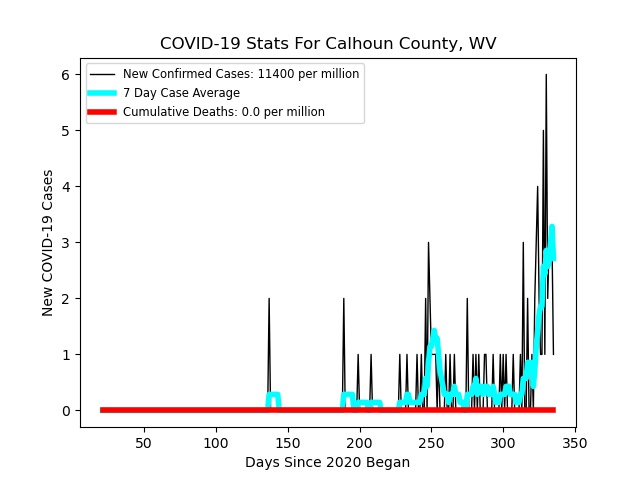 COVID-19 Stats For Calhoun County, WV
New Confirmed Cases: 11400 per million
7 Day Case Average
Cumulative Deaths: 0.0 per million
New COVID-19 Cases
6
5
4
3
2
1
0
50 100 150 200 250 300 350
Days Since 2020 Began